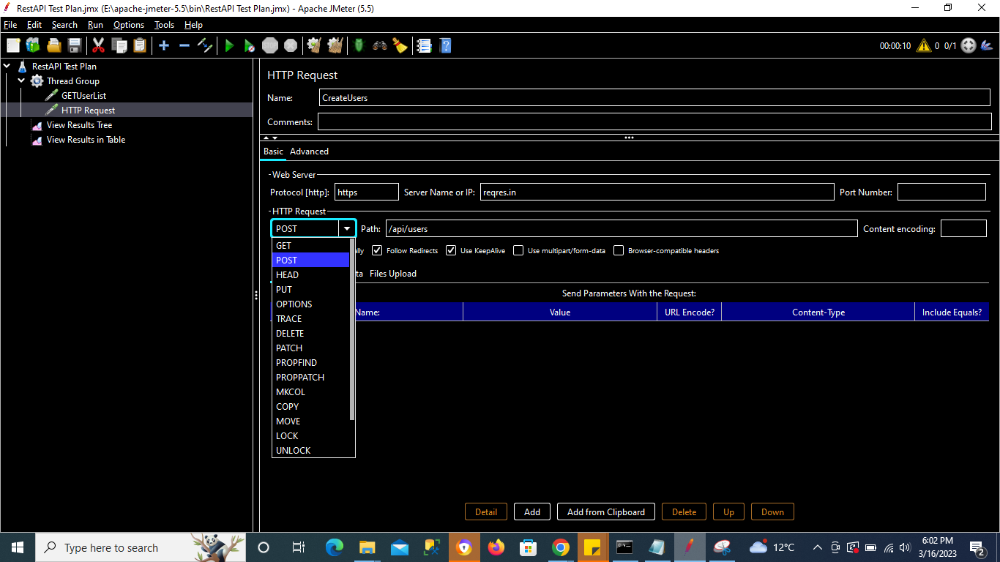 RestAPI Test Plan.jmx (E:\apache-jmeter-5.5\bin\RestAPI Test Plan.jmx) - Apache JMeter (5.5)
File Edit Search Run Options Tools Help
00:00:10 0 0/1
RestAPI Test Plan
Thread Group
GETUserList
HTTP Request
View Results Tree
View Results in Table
HTTP Request
Name: CreateUsers
Comments:
Basic Advanced
Web Server
Protocol [http]: https Server Name or IP: reqres.in Port Number:
HTTP Request
POST Path: /api/users Content encoding:
Follow Redirects Use KeepAlive Use multipart/form-data Browser-compatible headers
Files Upload
Send Parameters With the Request:
Name: Value URL Encode? Content-Type Include Equals?
GET
POST
HEAD
PUT
OPTIONS
TRACE
DELETE
PATCH
PROPFIND
PROPPATCH
MKCOL
COPY
MOVE
LOCK
UNLOCK
Detail Add Add from Clipboard Delete Up Down
Type here to search
12°C
6:02 PM
3/16/2023
2